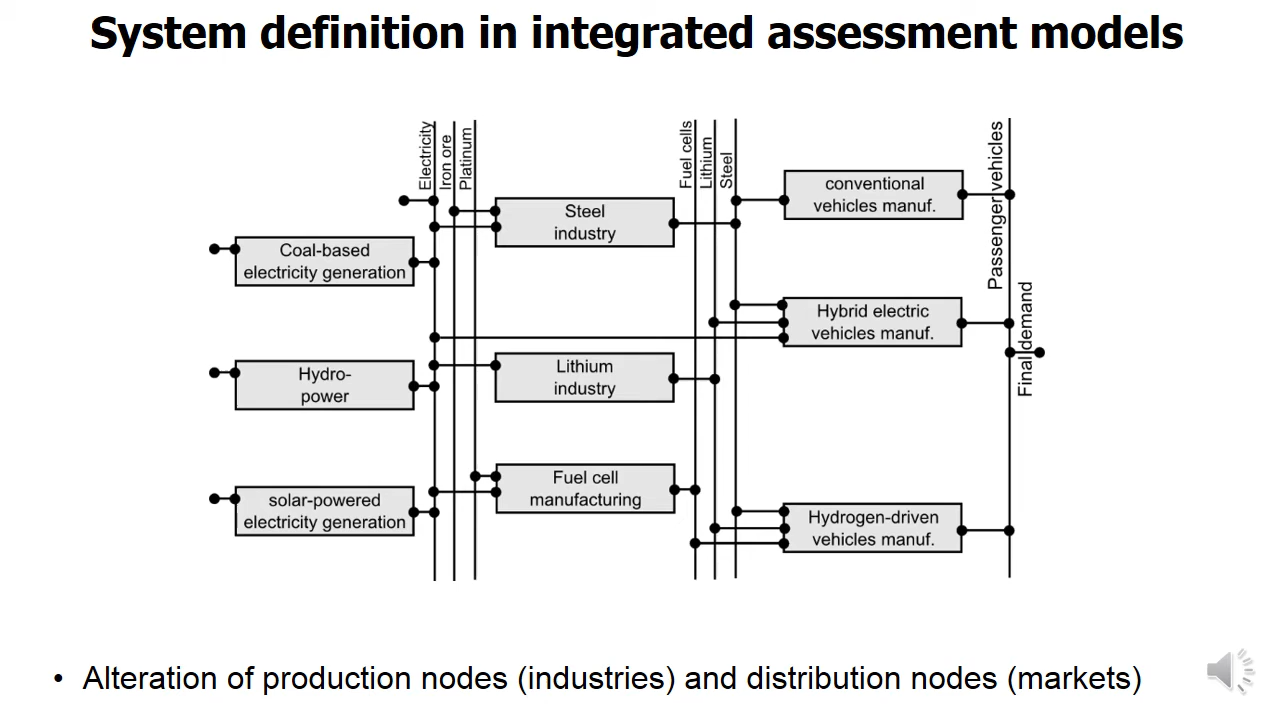 System definition in integrated assessment models
Electricity
Iron ore
Platinum
Fuel cells
Lithium
Steel
Passenger vehicles
Final demand
Steel
industry
conventional
vehicles manuf.
Coal-based
electricity generation
Hybrid electric
vehicles manuf.
Hydro-
power
Lithium
industry
Fuel cell
manufacturing
solar-powered
electricity generation
Hydrogen-driven
vehicles manuf.
• Alteration of production nodes (industries) and distribution nodes (markets)